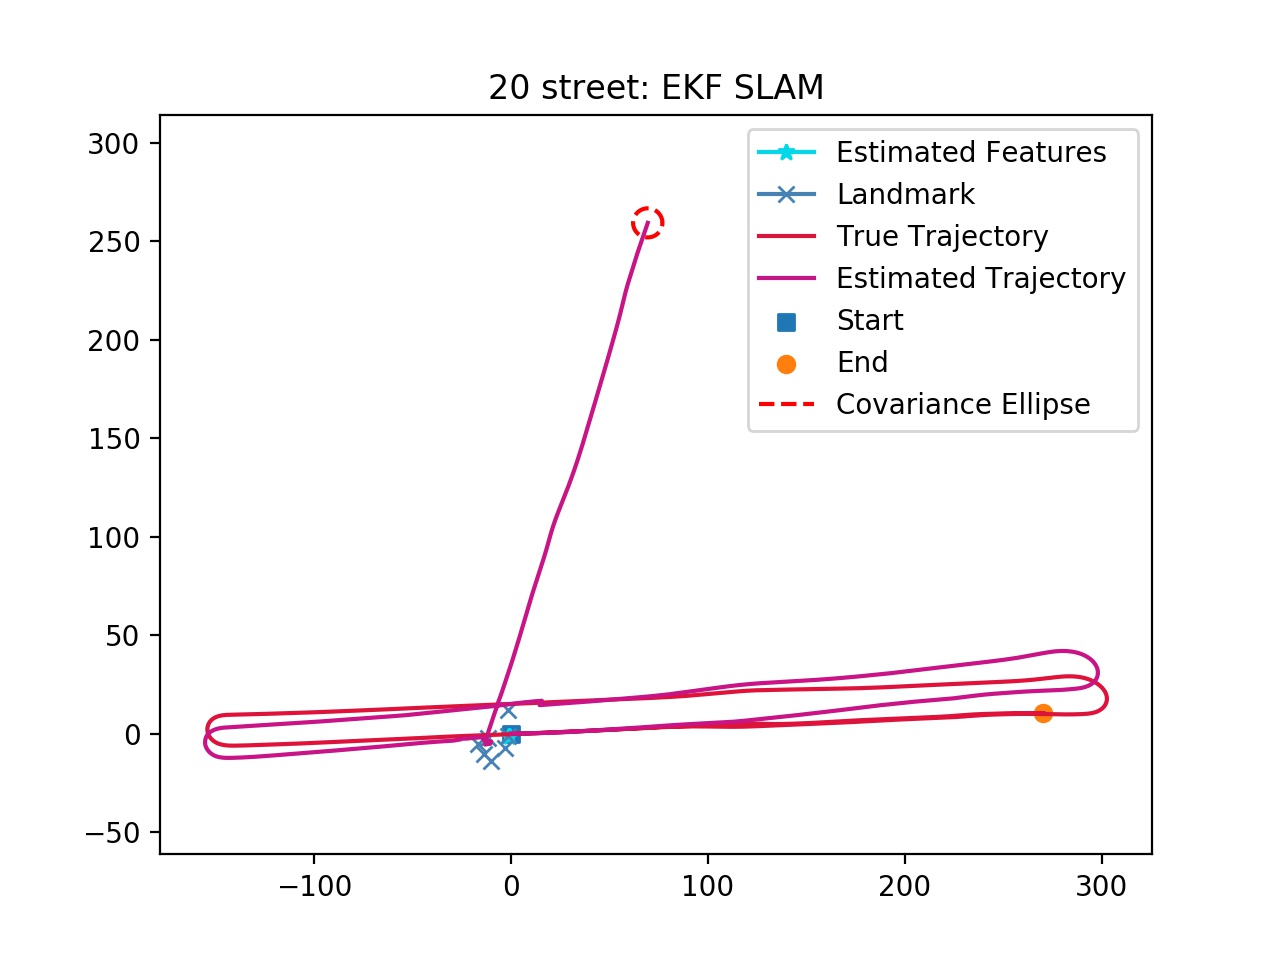 20 street: EKF SLAM
300
250
200
150
100
50
0
−50
−100
0
100
200
300
Estimated Features
Landmark
True Trajectory
Estimated Trajectory
Start
End
Covariance Ellipse